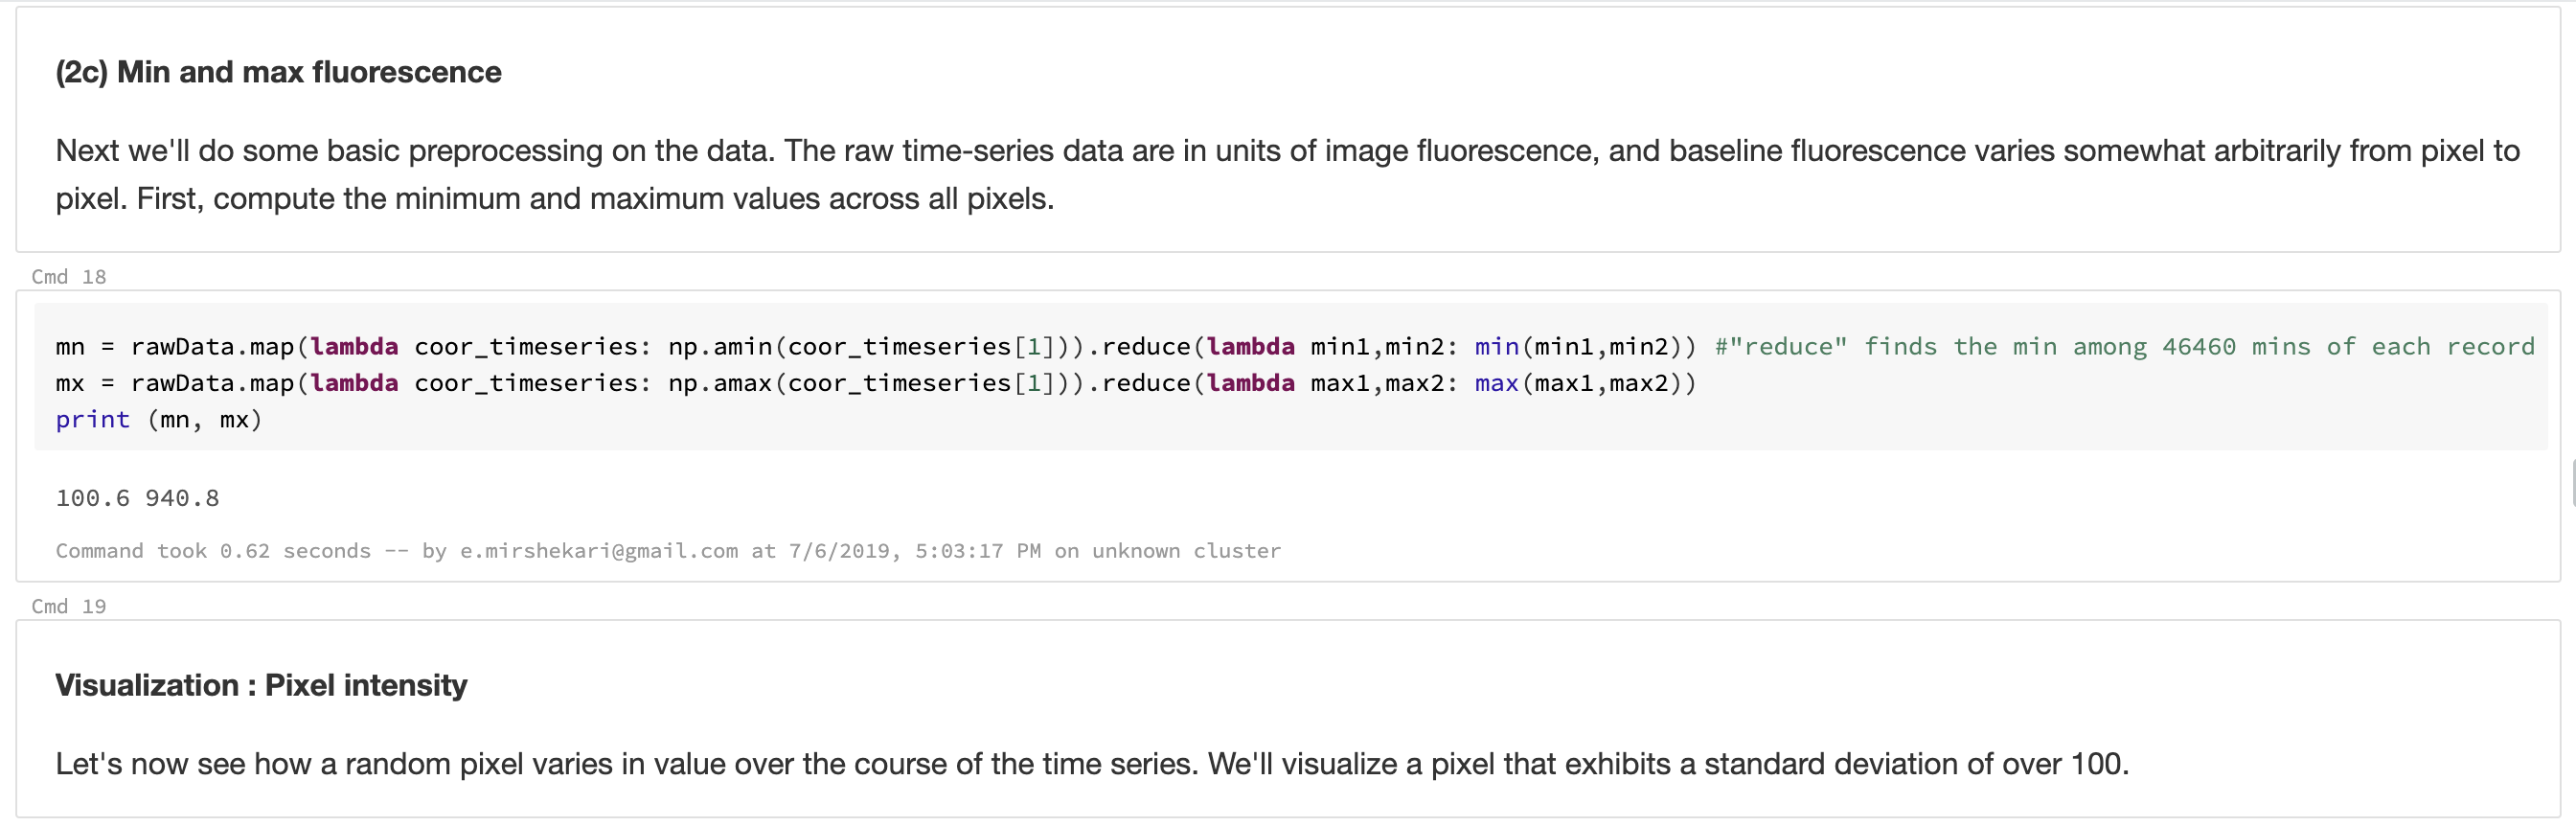 (2c) Min and max fluorescence
Next we'll do some basic preprocessing on the data. The raw time-series data are in units of image fluorescence, and baseline fluorescence varies somewhat arbitrarily from pixel to
pixel. First, compute the minimum and maximum values across all pixels.
Cmd 18
mn = rawData.map(lambda coor_timeseries: np.amin(coor_timeseries[1])).reduce(lambda min1,min2: min(min1,min2)) #"reduce" finds the min among 46460 mins of each record
mx = rawData.map(lambda coor_timeseries: np.amax(coor_timeseries[1])).reduce(lambda max1,max2: max(max1,max2))
print (mn, mx)
100.6 940.8
Command took 0.62 seconds -- by e.mirshekari@gmail.com at 7/6/2019, 5:03:17 PM on unknown cluster
Cmd 19
Visualization : Pixel intensity
Let's now see how a random pixel varies in value over the course of the time series. We'll visualize a pixel that exhibits a standard deviation of over 100.